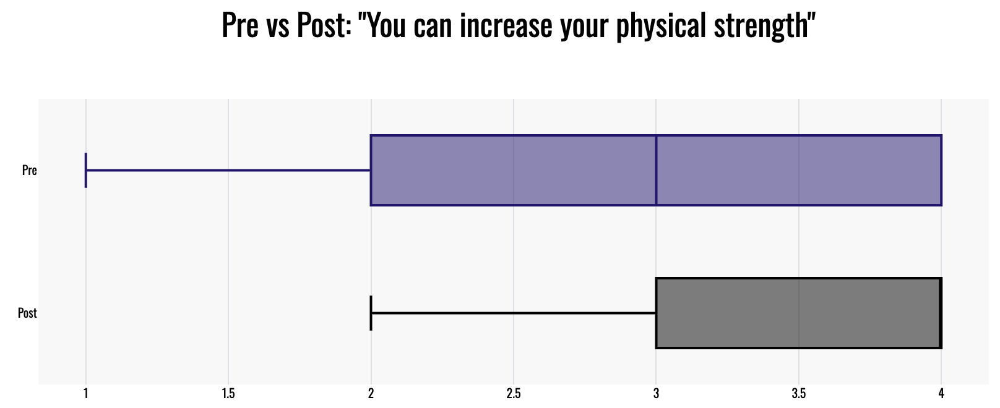 Pre vs Post: "You can increase your physical strength"
Pre
Post
1 1.5 2 2.5 3 3.5 4